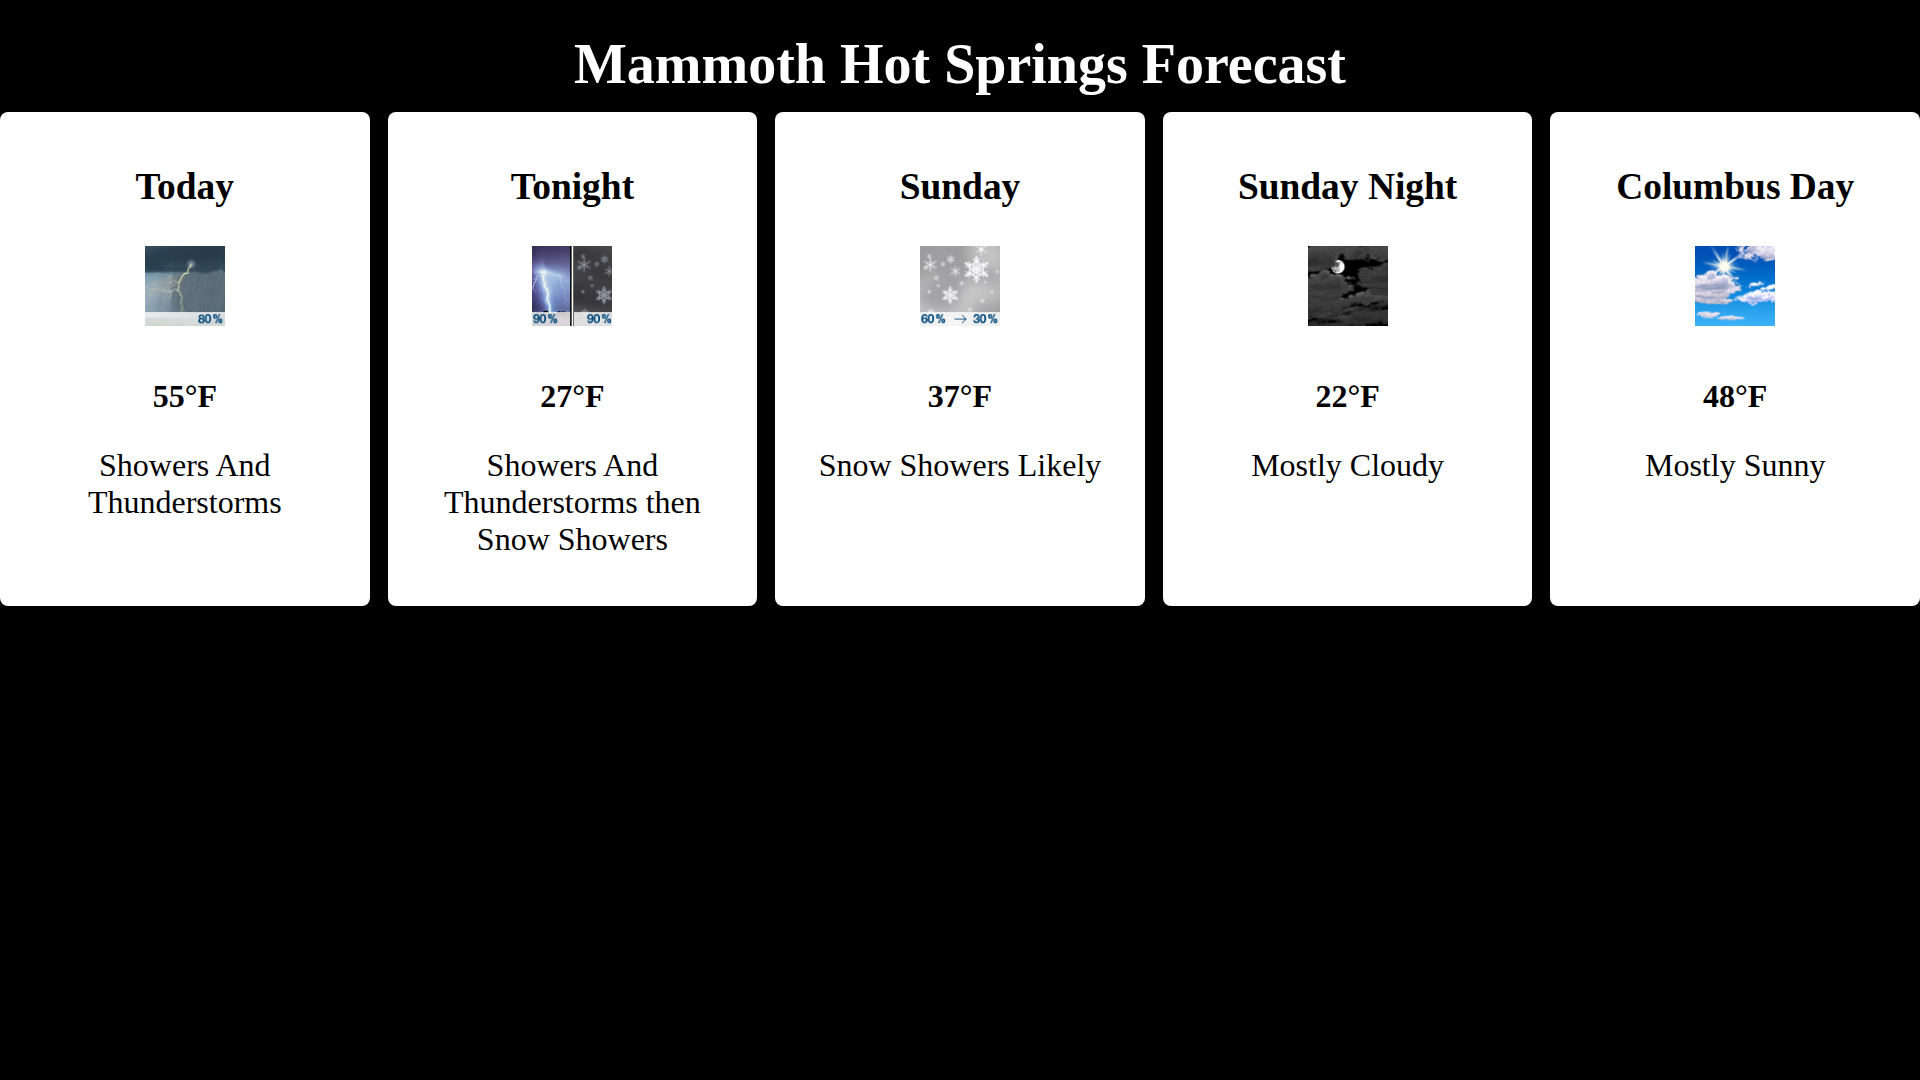 Mammoth Hot Springs Forecast
Today
80%
55°F
Showers And
Thunderstorms
Tonight
90% 90%
27°F
Showers And
Thunderstorms then
Snow Showers
Sunday
60% → 30%
37°F
Snow Showers Likely
Sunday Night
22°F
Mostly Cloudy
Columbus Day
48°F
Mostly Sunny